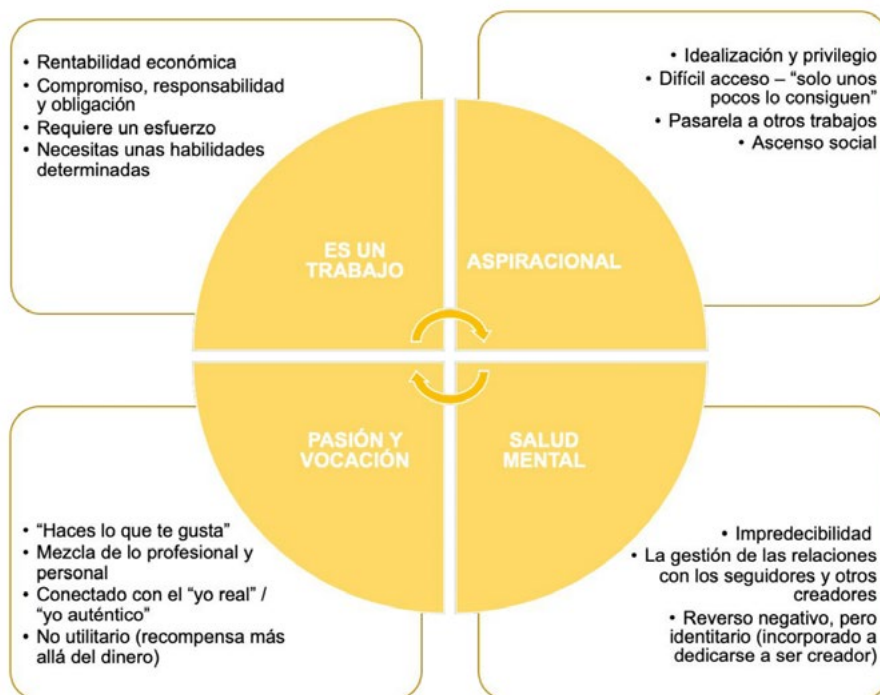 • Rentabilidad económica
• Compromiso, responsabilidad
y obligación
• Requiere un esfuerzo
• Necesitas unas habilidades
determinadas
• Idealización y privilegio
• Difícil acceso – “solo unos
pocos lo consiguen”
• Pasarela a otros trabajos
• Ascenso social
ES UN
TRABAJO
ASPIRACIONAL
PASIÓN Y
VOCACIÓN
SALUD
MENTAL
• “Haces lo que te gusta”
• Mezcla de lo profesional y
personal
• Conectado con el “yo real” /
“yo auténtico”
• No utilitario (recompensa más
allá del dinero)
• Impredecibilidad
• La gestión de las relaciones
con los seguidores y otros
creadores
• Reverso negativo, pero
identitario (incorporado a
dedicarse a ser creador)